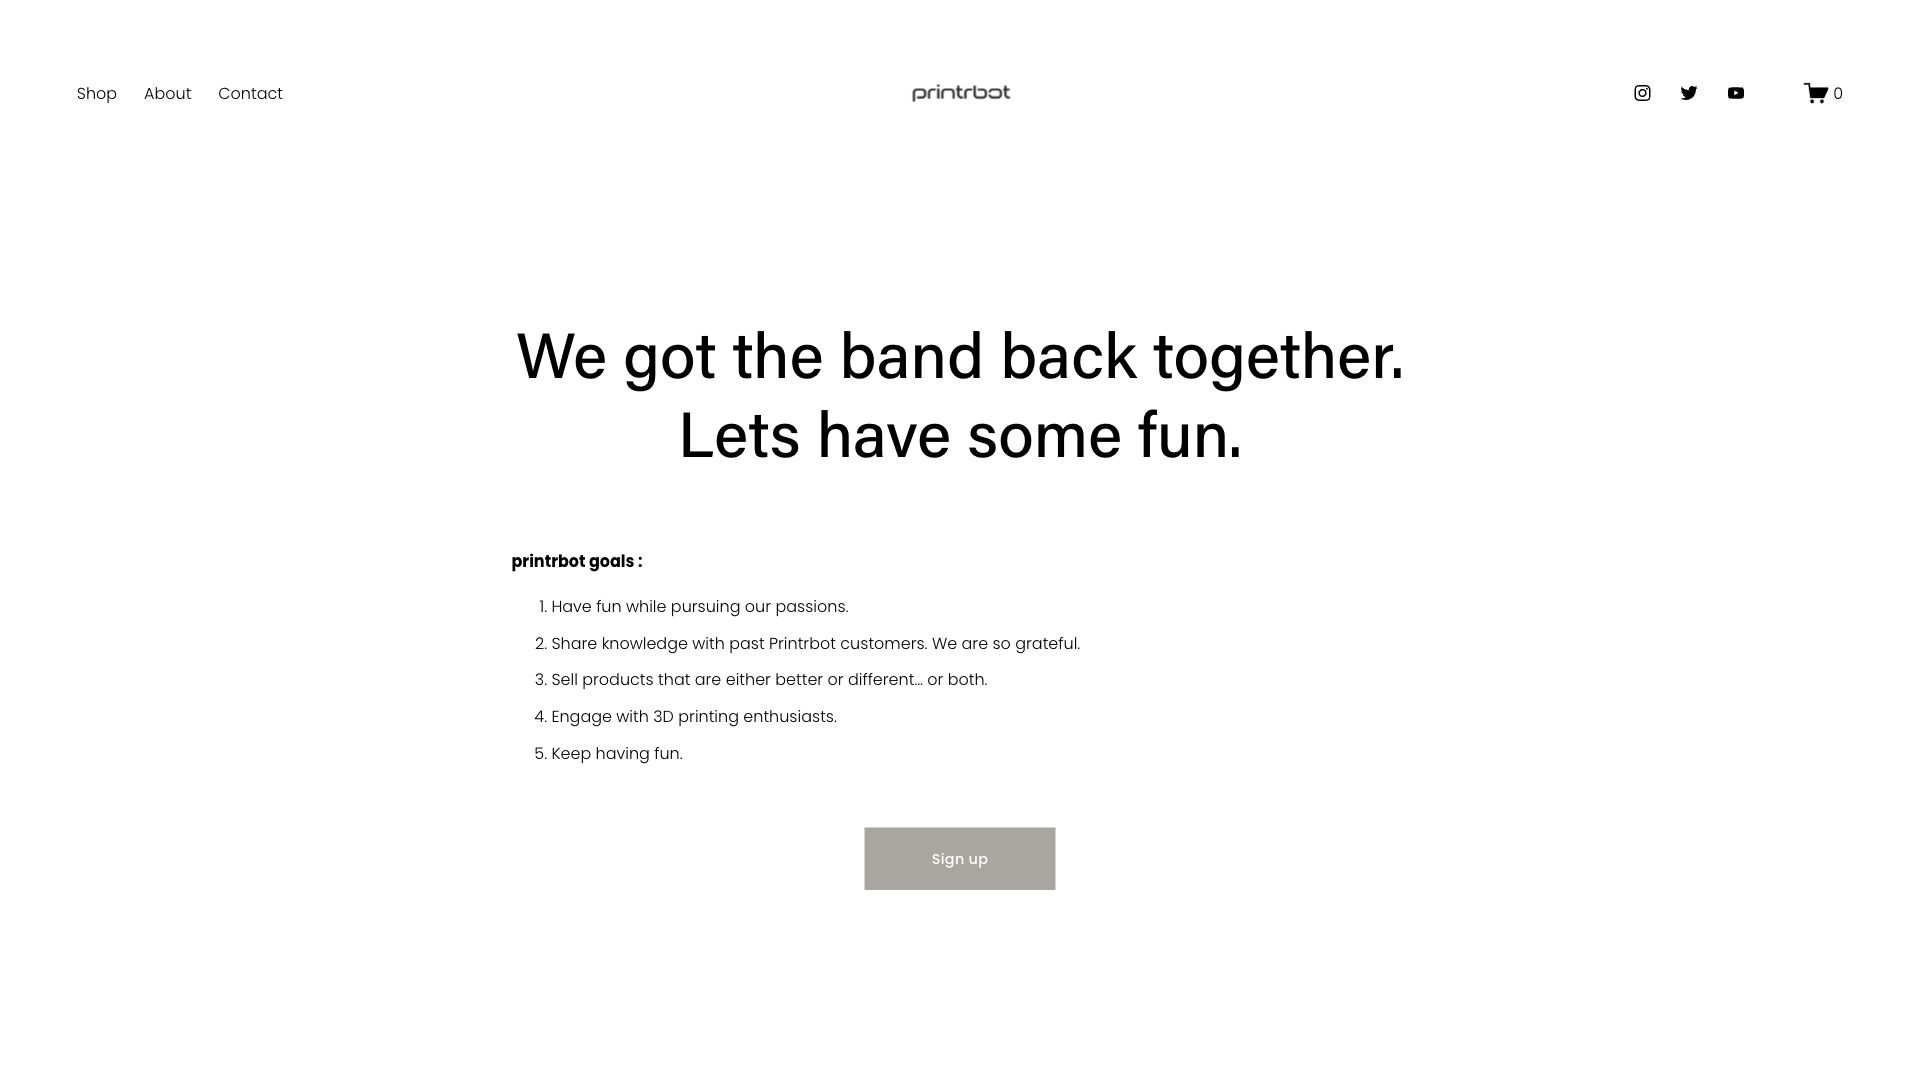 Shop About Contact
printrbot
0
We got the band back together.
Lets have some fun.
printrbot goals :
1. Have fun while pursuing our passions.
2. Share knowledge with past Printrbot customers. We are so grateful.
3. Sell products that are either better or different... or both.
4. Engage with 3D printing enthusiasts.
5. Keep having fun.
Sign up